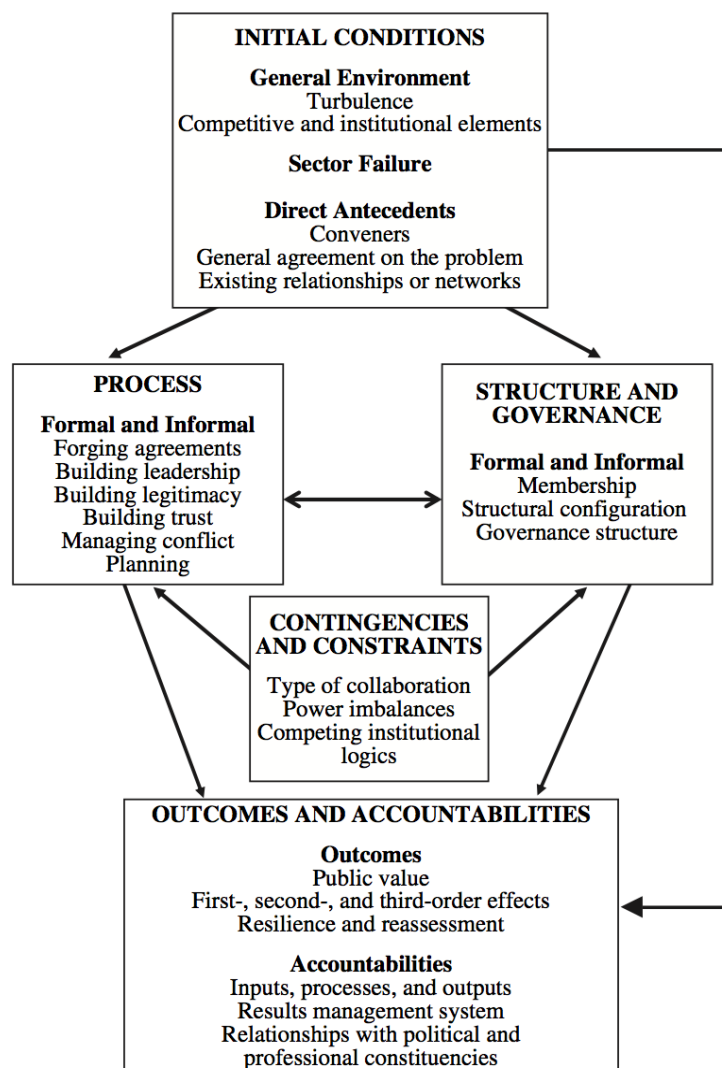 INITIAL CONDITIONS
General Environment
Turbulence
Competitive and institutional elements
Sector Failure
Direct Antecedents
Conveners
General agreement on the problem
Existing relationships or networks
PROCESS
Formal and Informal
Forging agreements
Building leadership
Building legitimacy
Building trust
Managing conflict
Planning
STRUCTURE AND
GOVERNANCE
Formal and Informal
Membership
Structural configuration
Governance structure
CONTINGENCIES
AND CONSTRAINTS
Type of collaboration
Power imbalances
Competing institutional
logics
OUTCOMES AND ACCOUNTABILITIES
Outcomes
Public value
First-, second-, and third-order effects
Resilience and reassessment
Accountabilities
Inputs, processes, and outputs
Results management system
Relationships with political and
professional constituencies